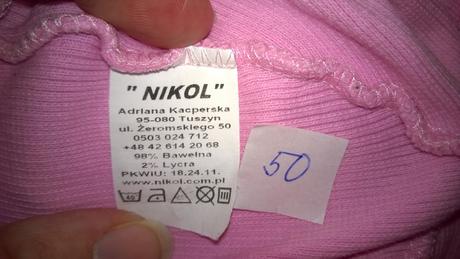 " NIKOL"
Adriana Kacperska
95-080 Tuszyn
ul. Żeromskiego 50
0503 024 712
+48 42 614 20 68
98% Bawełna
2% Lycra
PKWiU: 18.24.11.
www.nikol.com.pl
40
50